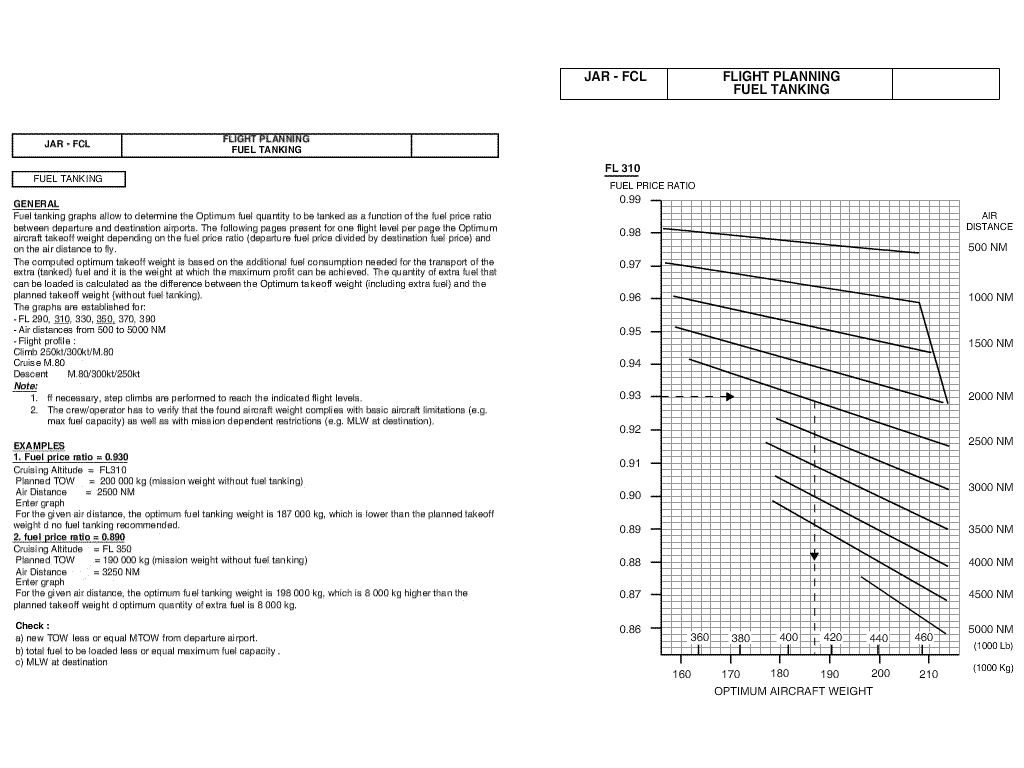 JAR - FCL
FLIGHT PLANNING
FUEL TANKING
FUEL TANKING
GENERAL
Fuel tanking graphs allow to determine the Optimum fuel quantity to be tanked as a function of the fuel price ratio
between departure and destination airports. The following pages present for one flight level per page the Optimum
aircraft takeoff weight depending on the fuel price ratio (departure fuel price divided by destination fuel price) and
on the air distance to fly.
The computed optimum takeoff weight is based on the additional fuel consumption needed for the transport of the
extra (tanked) fuel and it is the weight at which the maximum profit can be achieved. The quantity of extra fuel that
can be loaded is calculated as the difference between the Optimum takeoff weight (including extra fuel) and the
planned takeoff weight (without fuel tanking).
The graphs are established for:
- FL 290, 310, 330, 350, 370, 390
- Air distances from 500 to 5000 NM
- Flight profile :
Climb 250kt/300kt/M.80
Cruise M.80
Descent M.80/300kt/250kt
Note:
1. ff necessary, step climbs are performed to reach the indicated flight levels.
2. The crew/operator has to verify that the found aircraft weight complies with basic aircraft limitations (e.g.
max fuel capacity) as well as with mission dependent restrictions (e.g. MLW at destination).
EXAMPLES
1. Fuel price ratio = 0.930
Cruising Altitude = FL310
Planned TOW = 200 000 kg (mission weight without fuel tanking)
Air Distance = 2500 NM
Enter graph
For the given air distance, the optimum fuel tanking weight is 187 000 kg, which is lower than the planned takeoff
weight d no fuel tanking recommended.
2. fuel price ratio = 0.890
Cruising Altitude = FL 350
Planned TOW = 190 000 kg (mission weight without fuel tanking)
Air Distance = 3250 NM
Enter graph
For the given air distance, the optimum fuel tanking weight is 198 000 kg, which is 8 000 kg higher than the
planned takeoff weight d optimum quantity of extra fuel is 8 000 kg.
Check :
a) new TOW less or equal MTOW from departure airport.
b) total fuel to be loaded less or equal maximum fuel capacity .
c) MLW at destination
JAR - FCL
FLIGHT PLANNING
FUEL TANKING
FL 310
FUEL PRICE RATIO
0.99
0.98
0.97
0.96
0.95
0.94
0.93
0.92
0.91
0.90
0.89
0.88
0.87
0.86
AIR
DISTANCE
500 NM
1000 NM
1500 NM
2000 NM
2500 NM
3000 NM
3500 NM
4000 NM
4500 NM
5000 NM
360 380 400 420 440 460
(1000 Lb)
160 170 180 190 200 210
(1000 Kg)
OPTIMUM AIRCRAFT WEIGHT